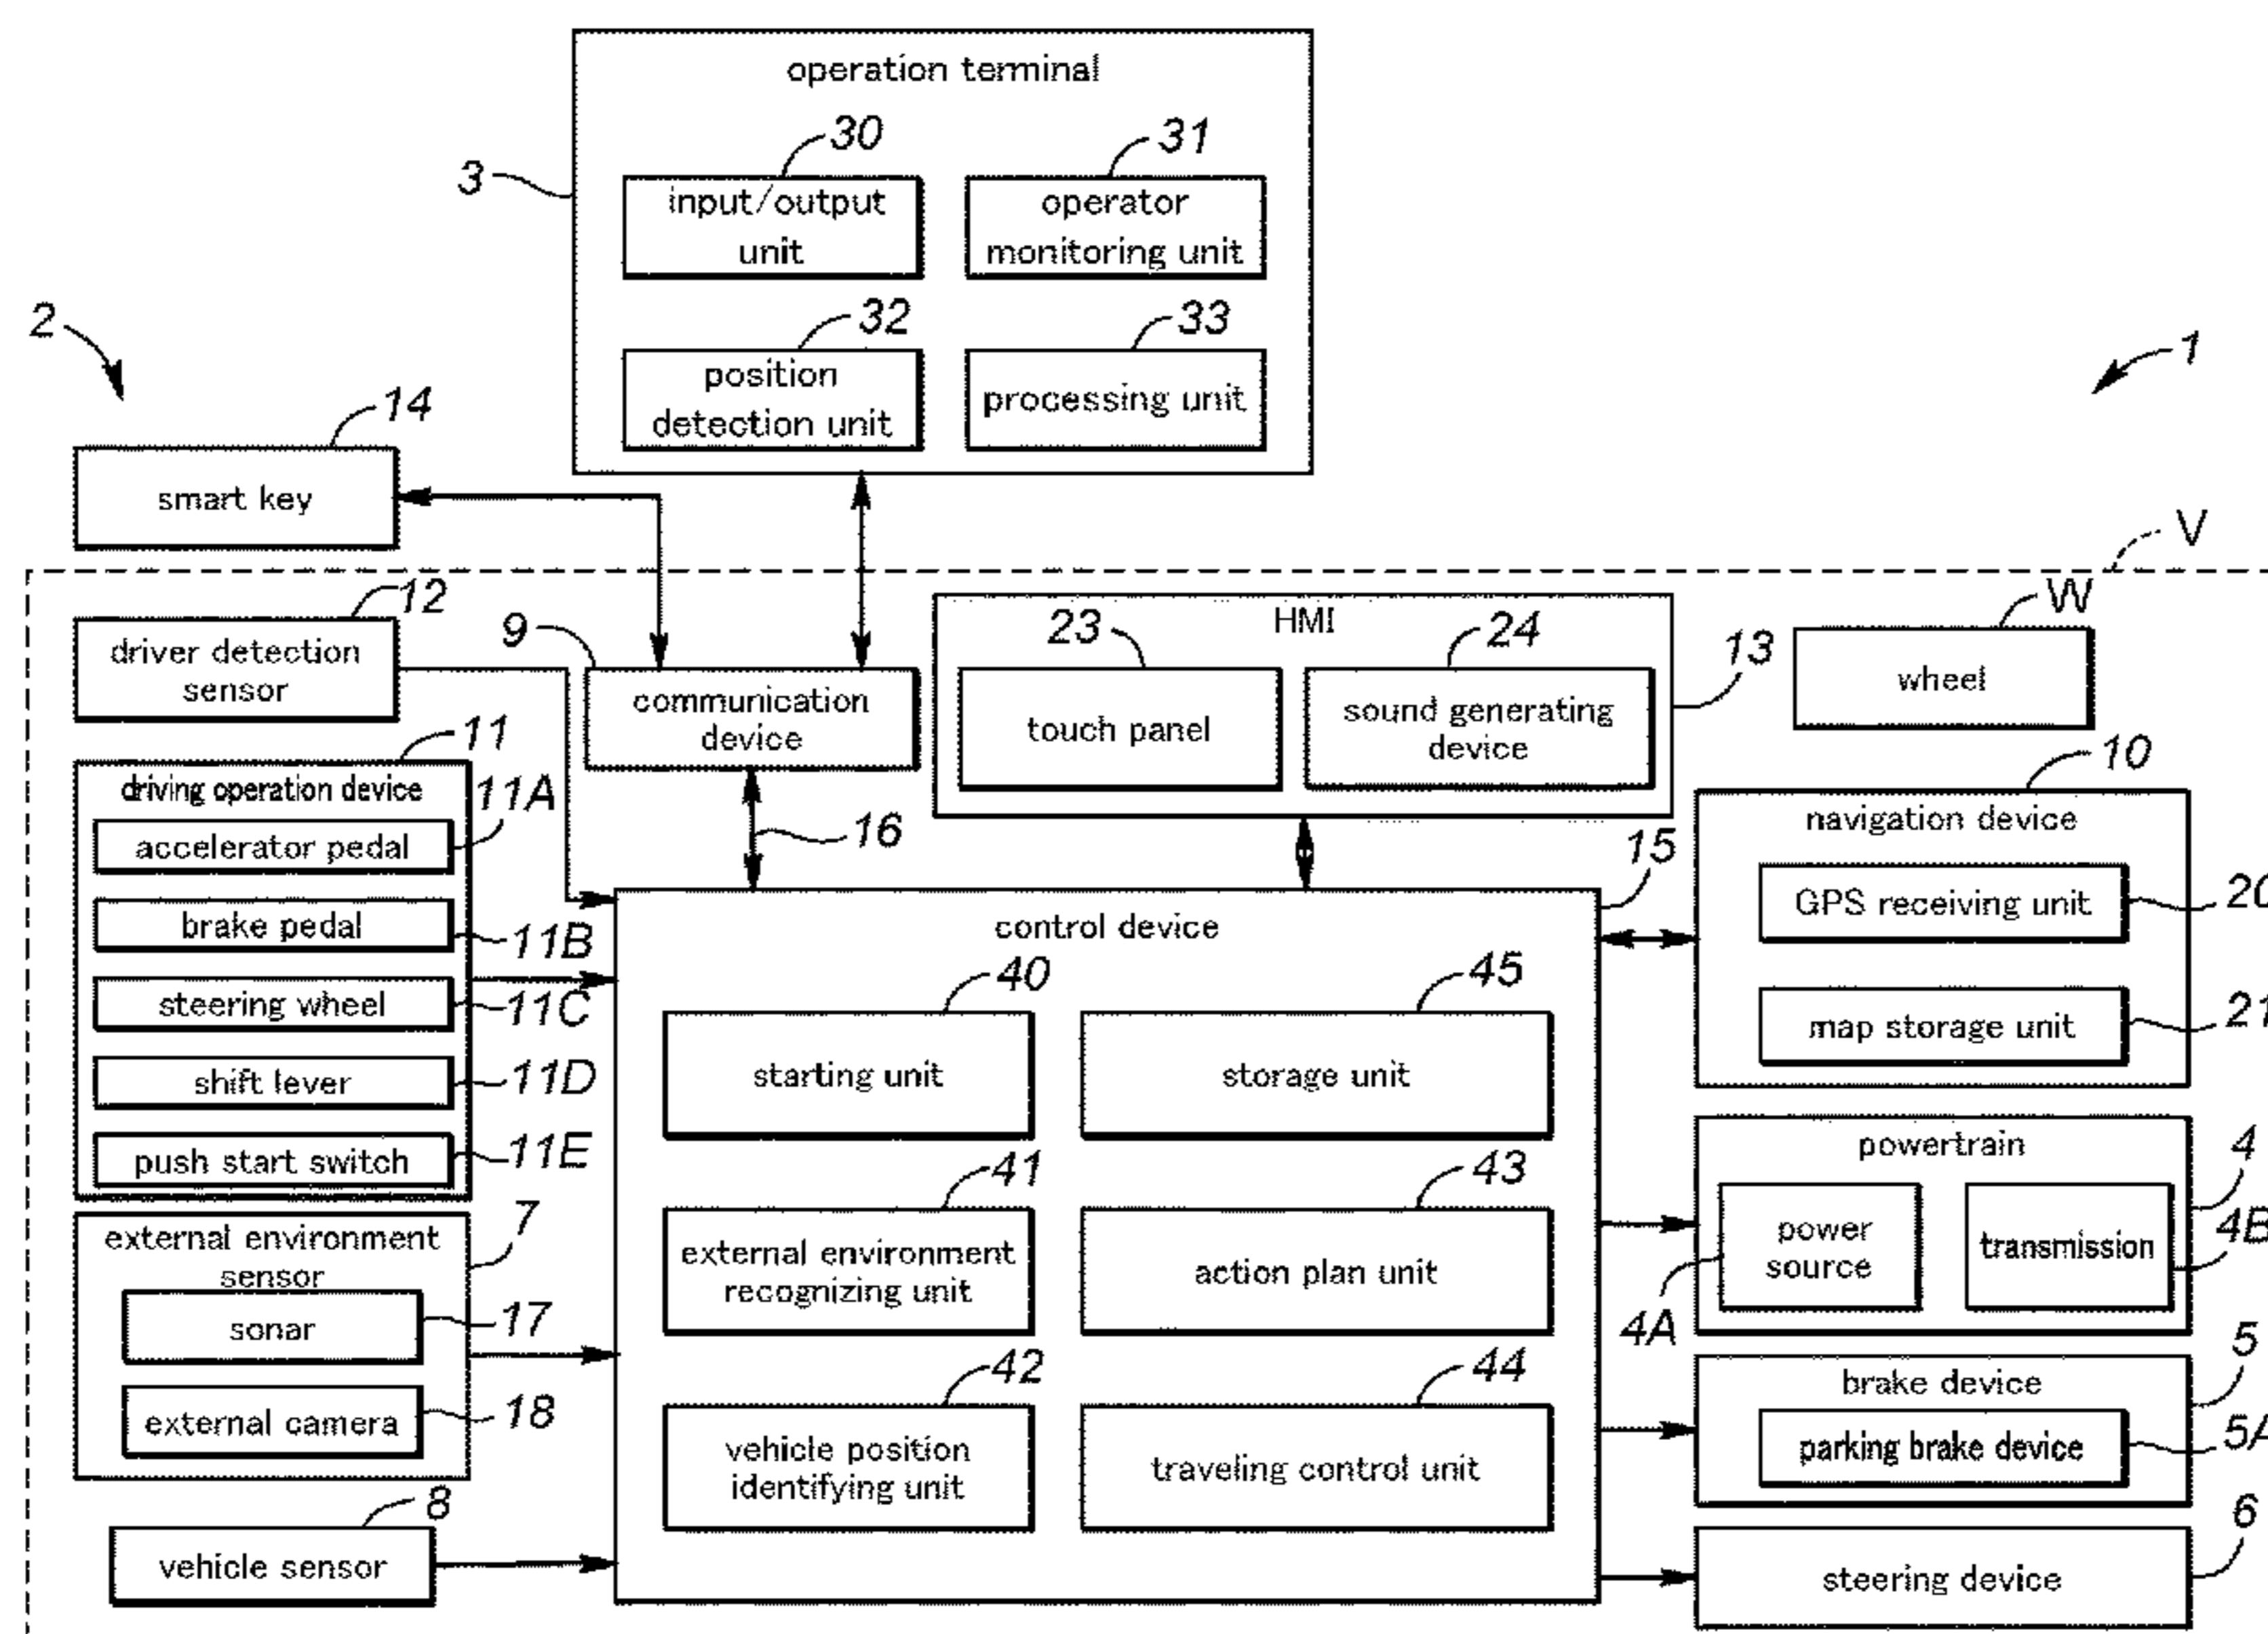 operation terminal
30
31
3
input/output
unit
operator
monitoring unit
32
33
position
detection unit
processing unit
2
1
14
smart key
V
12
driver detection
sensor
9
communication
device
HMI
23
24
touch panel
sound generating
device
13
W
wheel
11
driving operation device
11A
accelerator pedal
brake pedal
11B
steering wheel
11C
shift lever
11D
push start switch
11E
16
15
10
navigation device
GPS receiving unit
20
map storage unit
21
control device
40
45
starting unit
storage unit
41
43
external environment
recognizing unit
action plan unit
42
44
vehicle position
identifying unit
traveling control unit
7
external environment
sensor
sonar
17
external camera
18
8
vehicle sensor
powertrain
4
power
source
transmission
4B
4A
brake device
5
parking brake device
5A
6
steering device